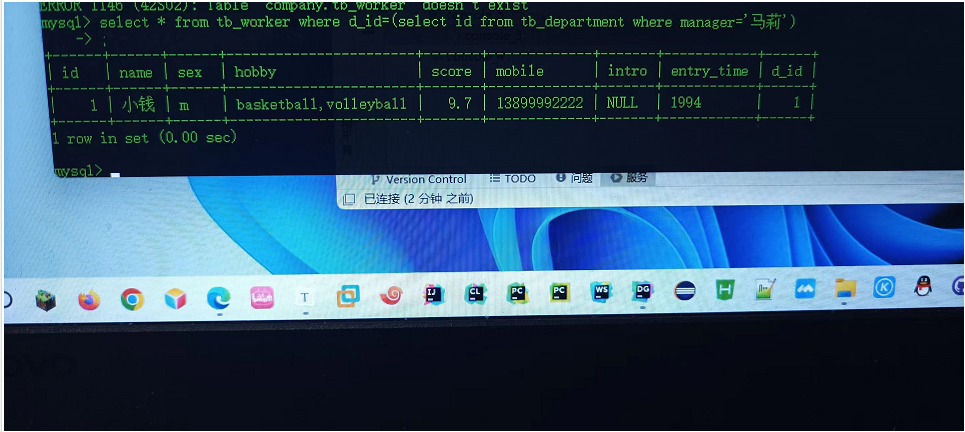 ERROR 1146 (42S02): Table 'company.tb_worker' doesn't exist
mysql> select * from tb_worker where d_id=(select id from tb_department where manager='马莉')
-> ;
+------+------+------+---------------------+-------+-------------+-------+------------+------+
| id | name | sex | hobby | score | mobile | intro | entry_time | d_id |
+------+------+------+---------------------+-------+-------------+-------+------------+------+
| 1 | 小钱 | m | basketball,volleyball | 9.7 | 13899992222 | NULL | 1994 | 1 |
+------+------+------+---------------------+-------+-------------+-------+------------+------+
1 row in set (0.00 sec)
mysql>
Version Control TODO 问题 服务
已连接 (2 分钟 之前)
T IJ CL PC PC WS DG H K